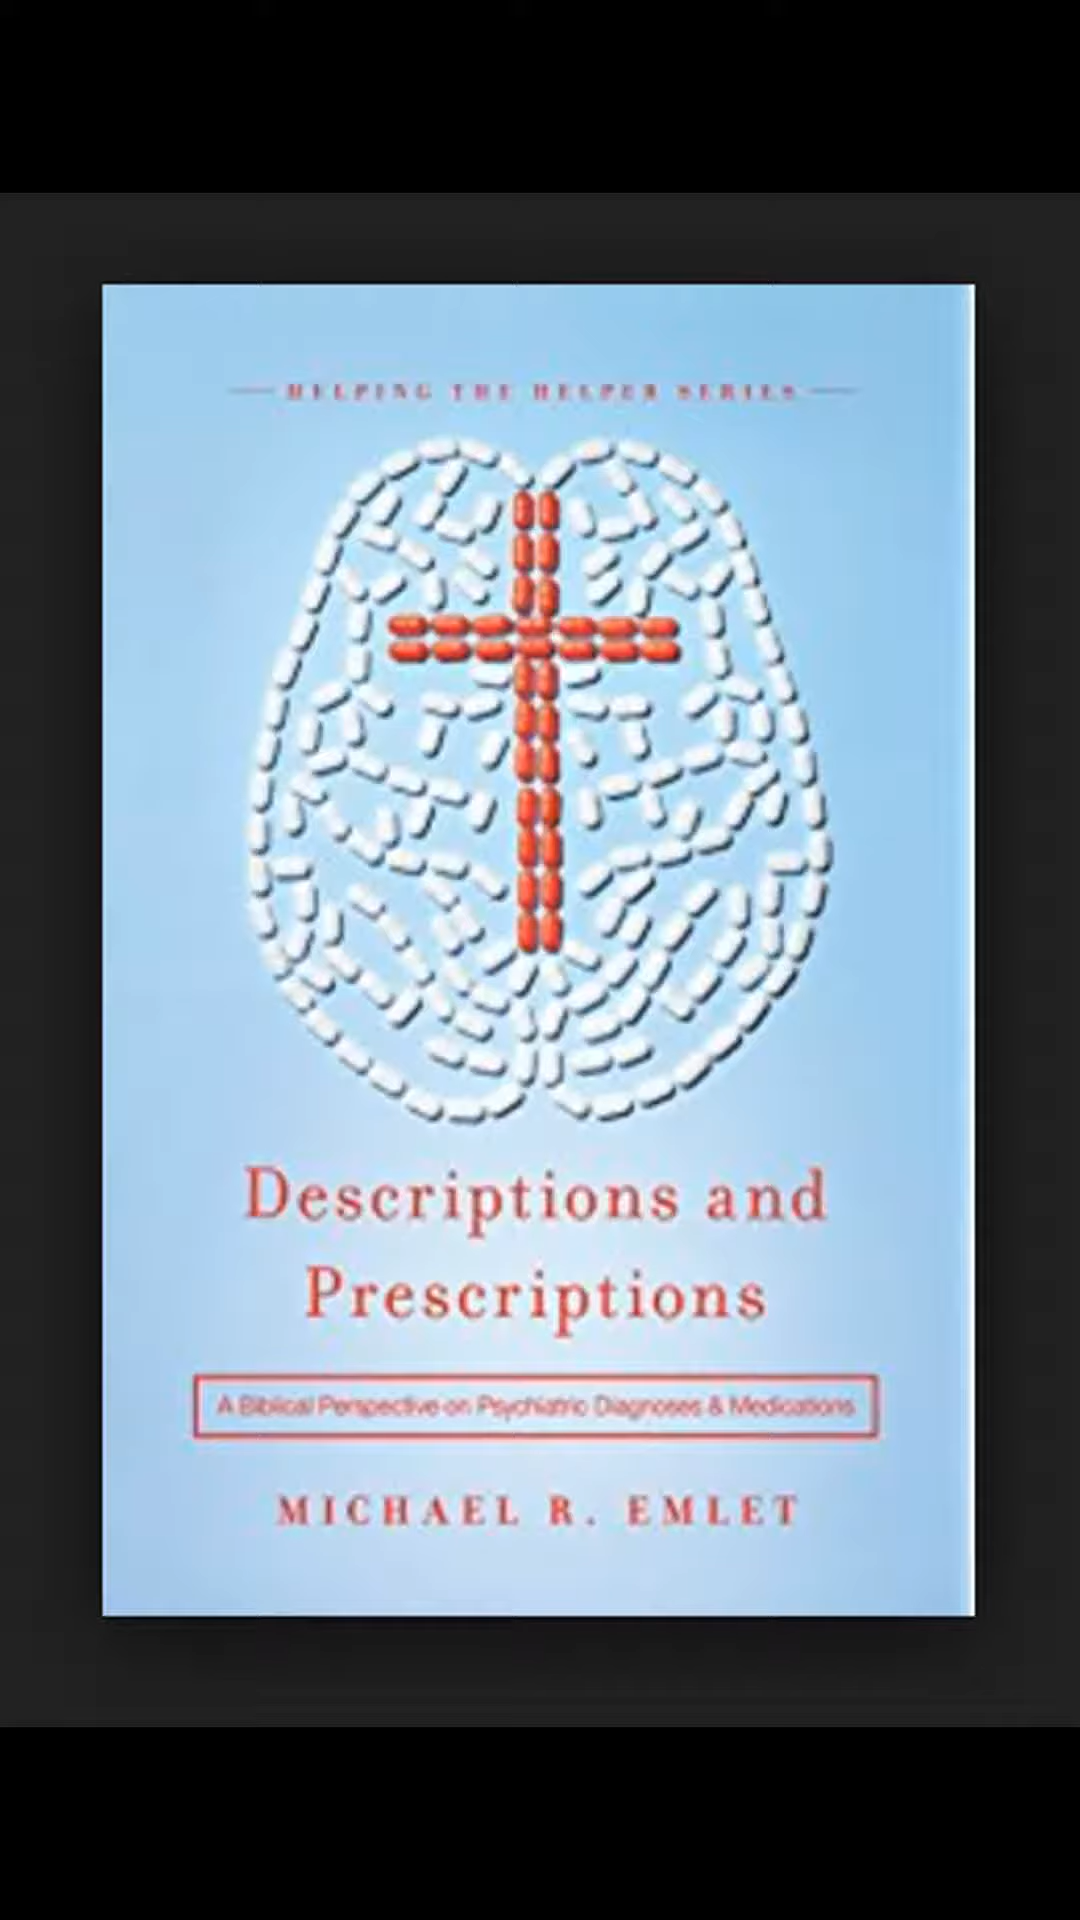 HELPING THE HELPER SERIES
Descriptions and
Prescriptions
A Biblical Perspective on Psychiatric Diagnoses & Medications
MICHAEL R. EMLET